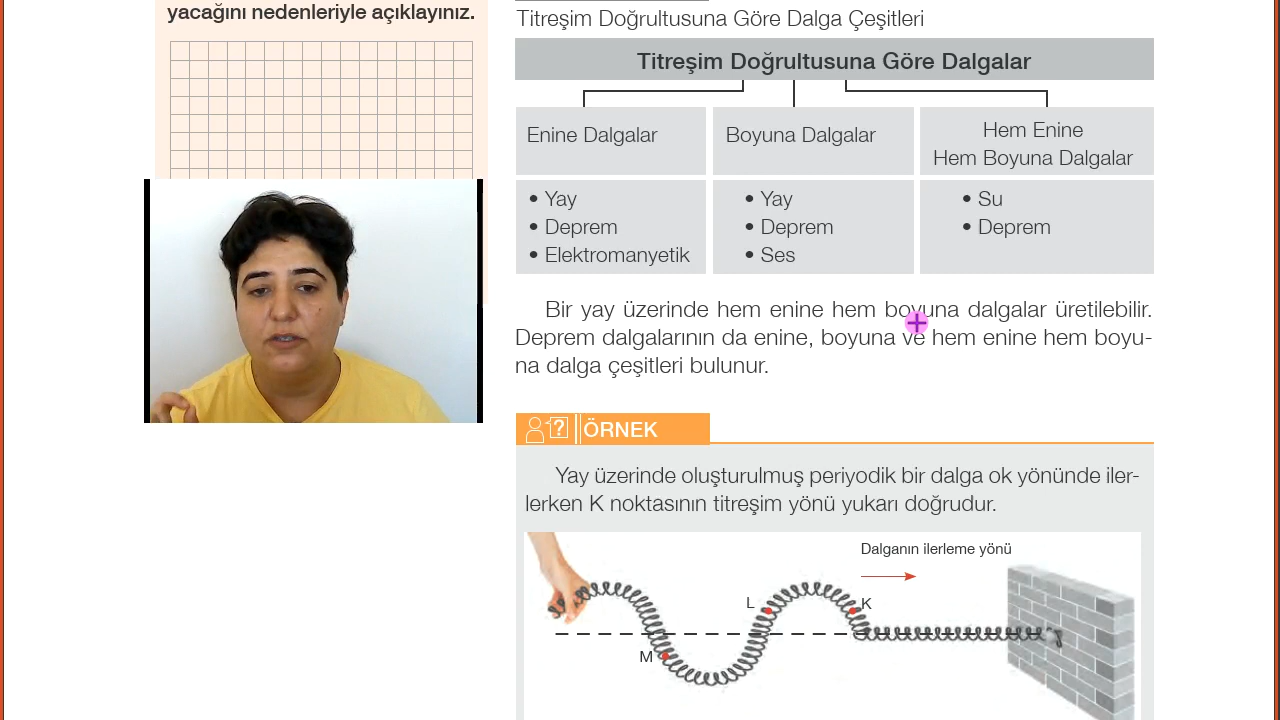 yacağını nedenleriyle açıklayınız.
Titreşim Doğrultusuna Göre Dalga Çeşitleri
Titreşim Doğrultusuna Göre Dalgalar
Enine Dalgalar
• Yay
• Deprem
• Elektromanyetik
Boyuna Dalgalar
• Yay
• Deprem
• Ses
Hem Enine
Hem Boyuna Dalgalar
• Su
• Deprem
Bir yay üzerinde hem enine hem boyuna dalgalar üretilebilir.
Deprem dalgalarının da enine, boyuna ve hem enine hem boyu-
na dalga çeşitleri bulunur.
? ÖRNEK
Yay üzerinde oluşturulmuş periyodik bir dalga ok yönünde iler-
lerken K noktasının titreşim yönü yukarı doğrudur.
Dalganın ilerleme yönü
L
K
M